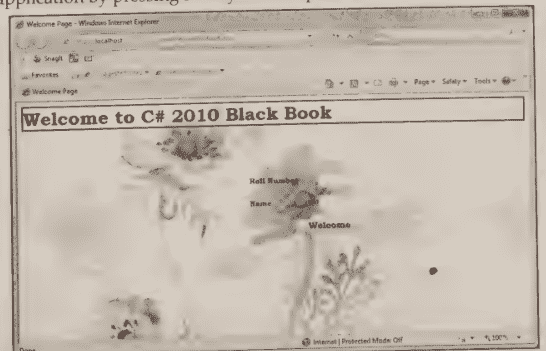 application by pressing
Welcome Page - Windows Internet Explorer
localhost
SnagIt
Favorites
Page Safety Tools
Welcome Page
Welcome to C# 2010 Black Book
Roll Number
Name
Welcome
Internet | Protected Mode: Off
100%
Done